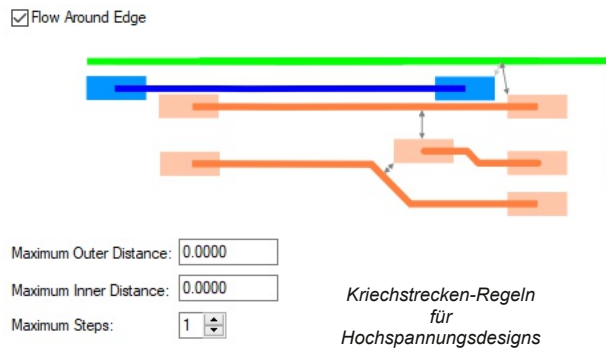 Flow Around Edge
Maximum Outer Distance: 0.0000
Maximum Inner Distance: 0.0000
Maximum Steps: 1
Kriechstrecken-Regeln
für
Hochspannungsdesigns